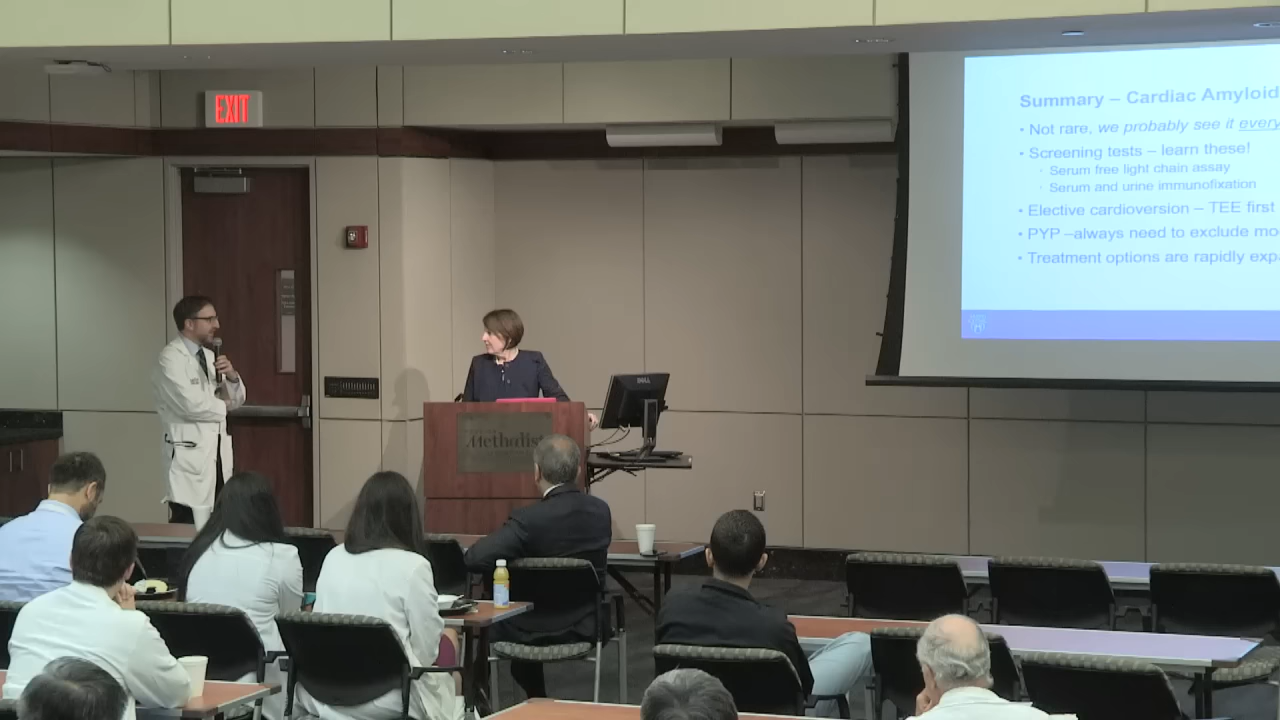 EXIT
Summary – Cardiac Amyloid
• Not rare, we probably see it every
• Screening tests – learn these!
· Serum free light chain assay
· Serum and urine immunofixation
• Elective cardioversion – TEE first
• PYP –always need to exclude mo
• Treatment options are rapidly expa
DELL
Methodist